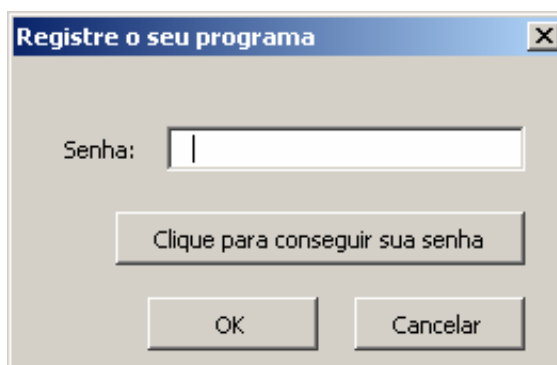 Registre o seu programa
Senha:
Clique para conseguir sua senha
OK Cancelar